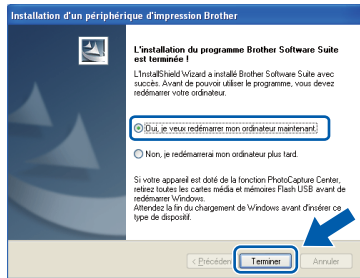 Installation d'un périphérique d'impression Brother
L'installation du programme Brother Software Suite
est terminée !
L'InstallShield Wizard a installé Brother Software Suite avec
succès. Avant de pouvoir utiliser le programme, vous devez
redémarrer votre ordinateur.
Oui, je veux redémarrer mon ordinateur maintenant.
Non, je redémarrerai mon ordinateur plus tard.
Si votre appareil est doté de la fonction PhotoCapture Center,
retirez toutes les cartes média et mémoires Flash USB avant de
redémarrer Windows.
Attendez la fin du chargement de Windows avant d'insérer ce
type de dispositif.
< Précéden Terminer Annuler